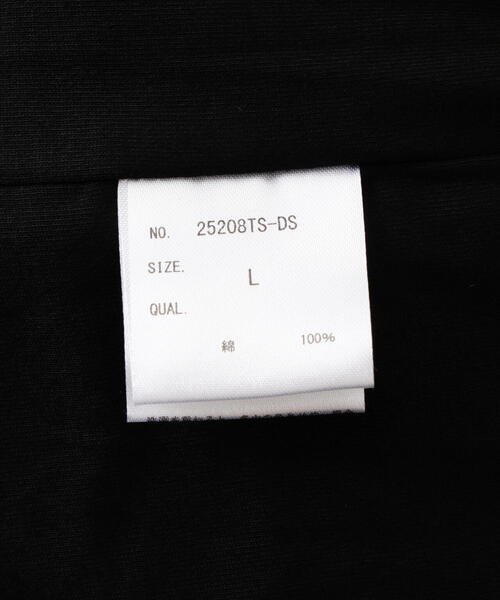 NO. 25208TS-DS
SIZE. L
QUAL.
綿 100%